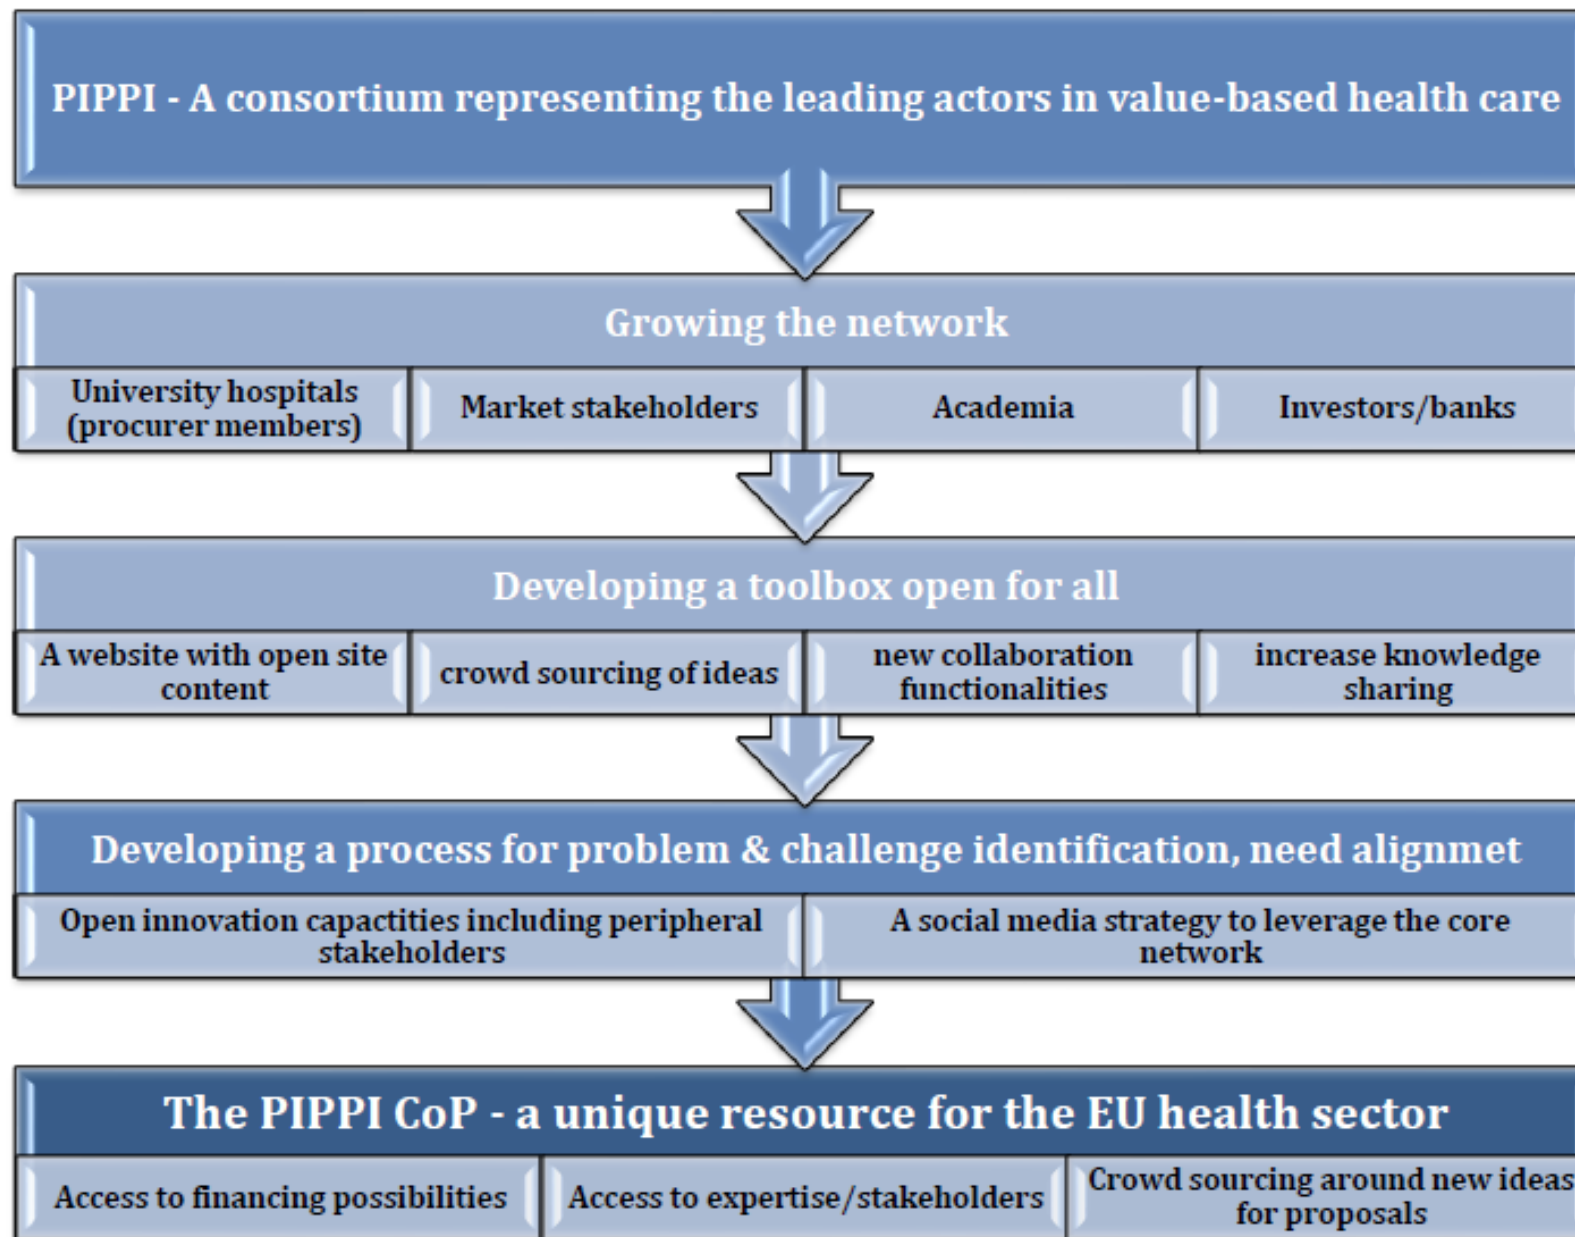 PIPPI - A consortium representing the leading actors in value-based health care
Growing the network
University hospitals
(procurer members)
Market stakeholders
Academia
Investors/banks
Developing a toolbox open for all
A website with open site
content
crowd sourcing of ideas
new collaboration
functionalities
increase knowledge
sharing
Developing a process for problem & challenge identification, need alignmet
Open innovation capactities including peripheral
stakeholders
A social media strategy to leverage the core
network
The PIPPI CoP - a unique resource for the EU health sector
Access to financing possibilities
Access to expertise/stakeholders
Crowd sourcing around new ideas
for proposals